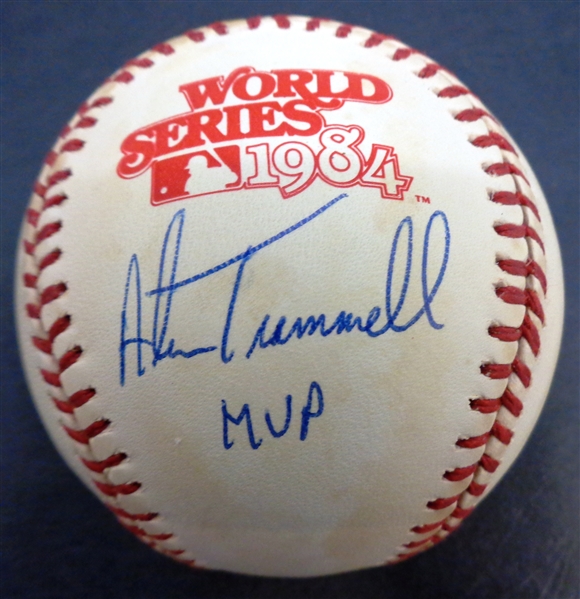 WORLD
SERIES
1984 ™
Alan Trammell
MVP